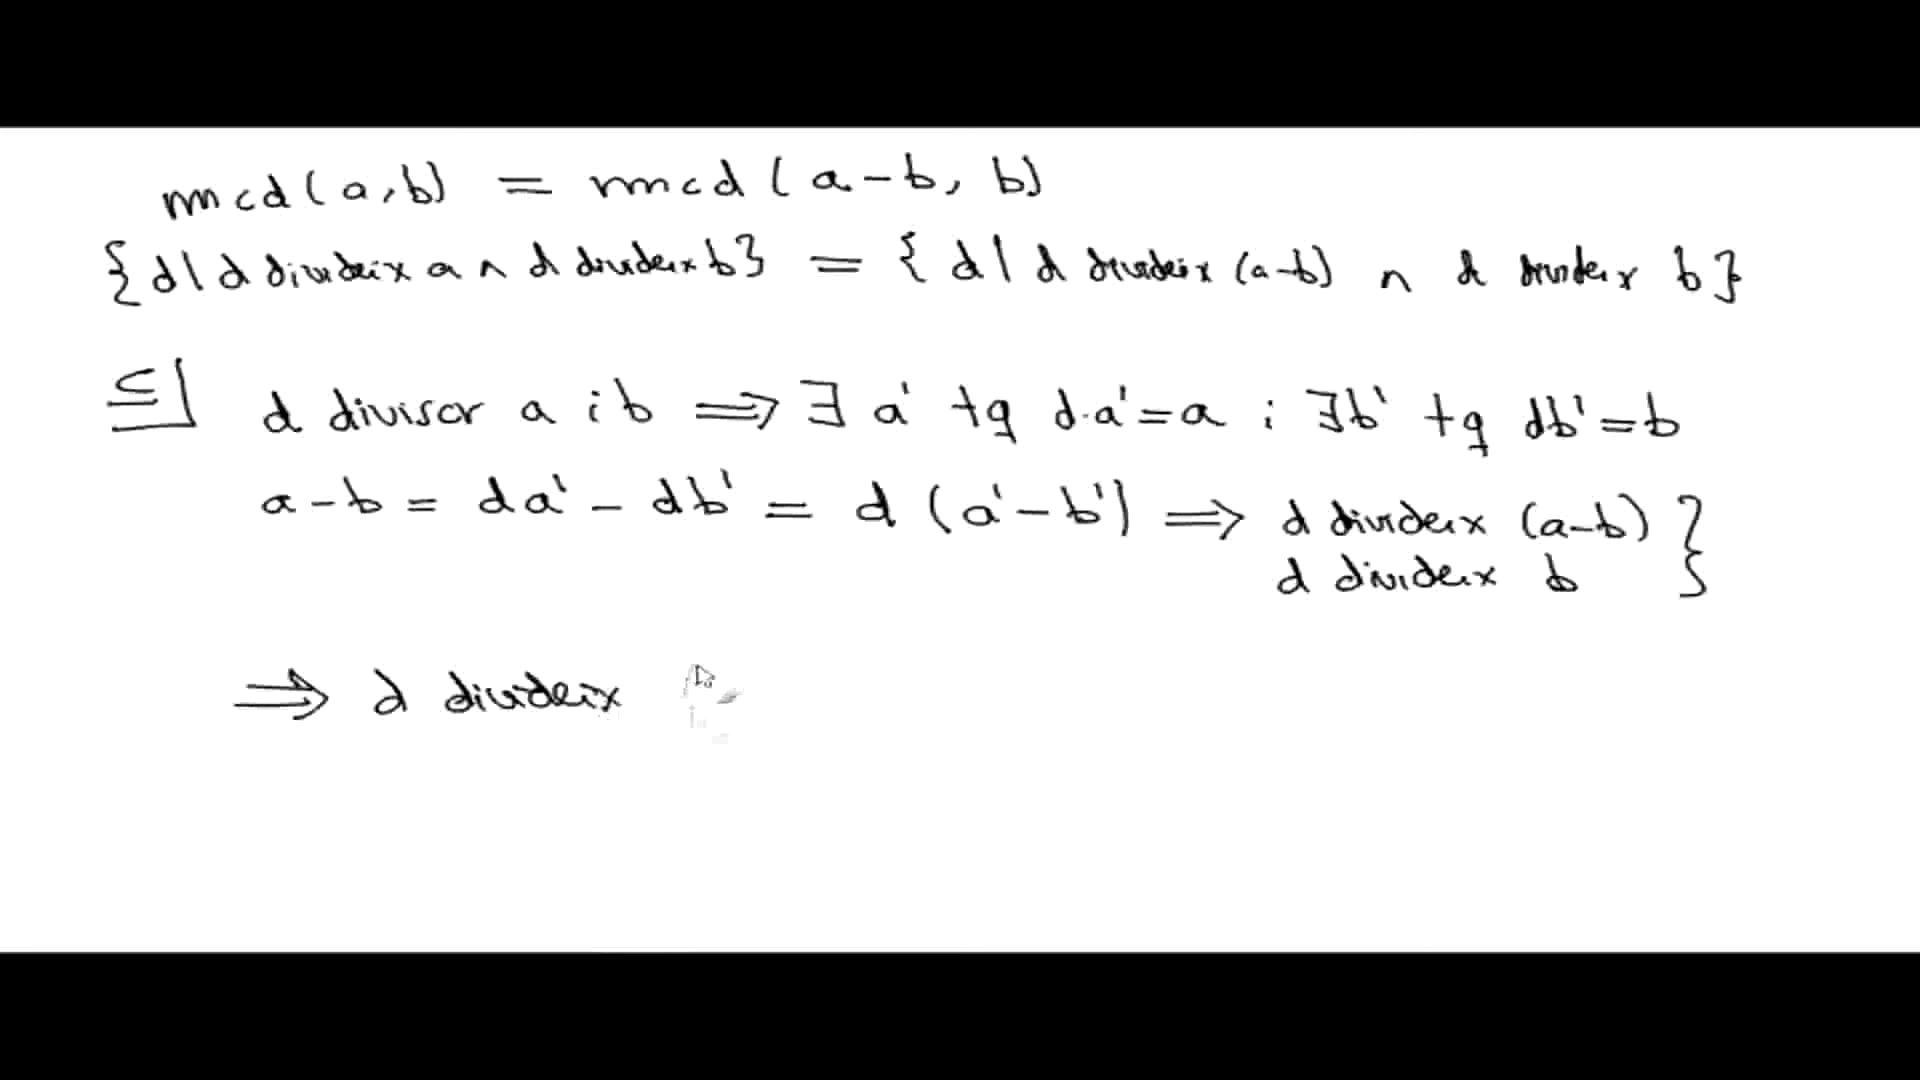 mcd(a,b) = mcd(a-b, b)
{d|d divideix a ∧ d divideix b} = {d|d divideix (a-b) ∧ d divideix b}
⊆] d divisor a i b ⟹ ∃ a' tq d·a'=a i ∃b' tq db'=b
a-b = da' - db' = d (a'-b') ⟹ d divideix (a-b) }
d divideix b
⟹ d divideix